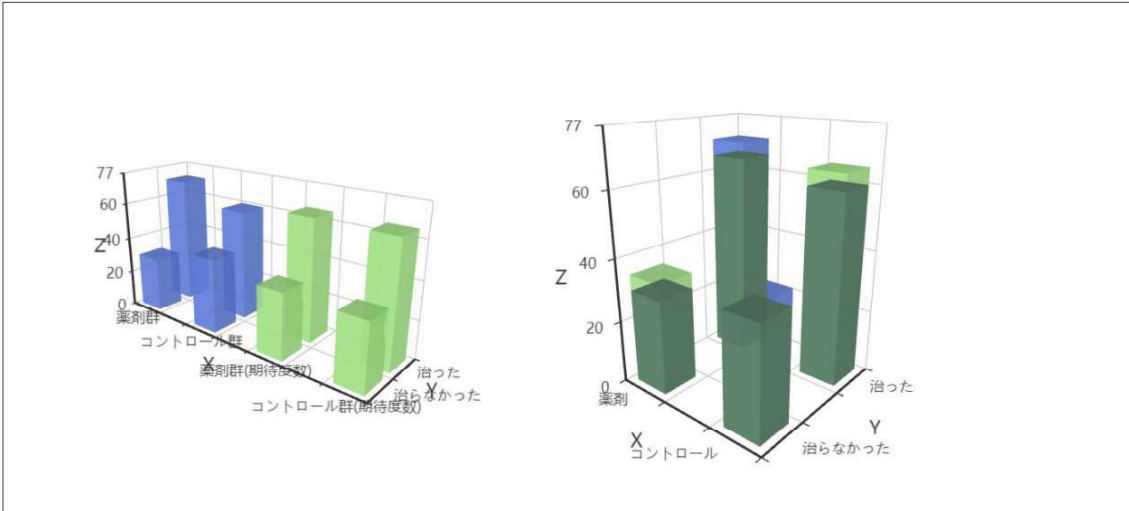 77
60
40
20
0
Z
薬剤群
コントロール群
X
薬剤群(期待度数)
コントロール群(期待度数)
治った
Y
治らなかった
77
60
40
20
0
Z
薬剤
X
コントロール
治った
Y
治らなかった